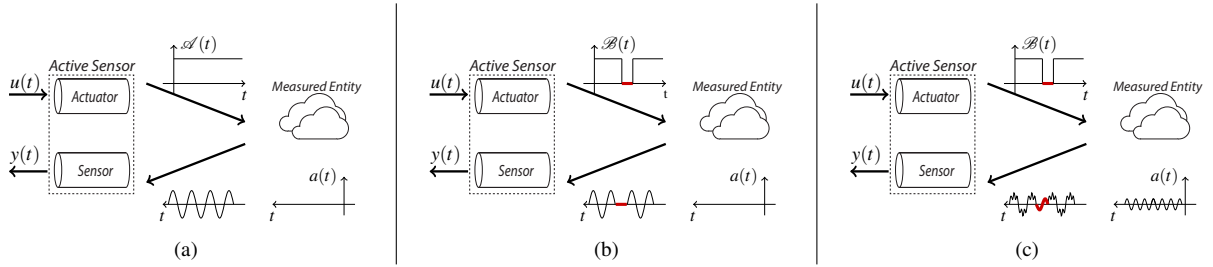 𝒜(t)
Active Sensor
u(t)
Actuator
t
Measured Entity
y(t)
Sensor
a(t)
t
t
(a)
ℬ(t)
Active Sensor
u(t)
Actuator
t
Measured Entity
y(t)
Sensor
a(t)
t
t
(b)
ℬ(t)
Active Sensor
u(t)
Actuator
t
Measured Entity
y(t)
Sensor
a(t)
t
t
(c)